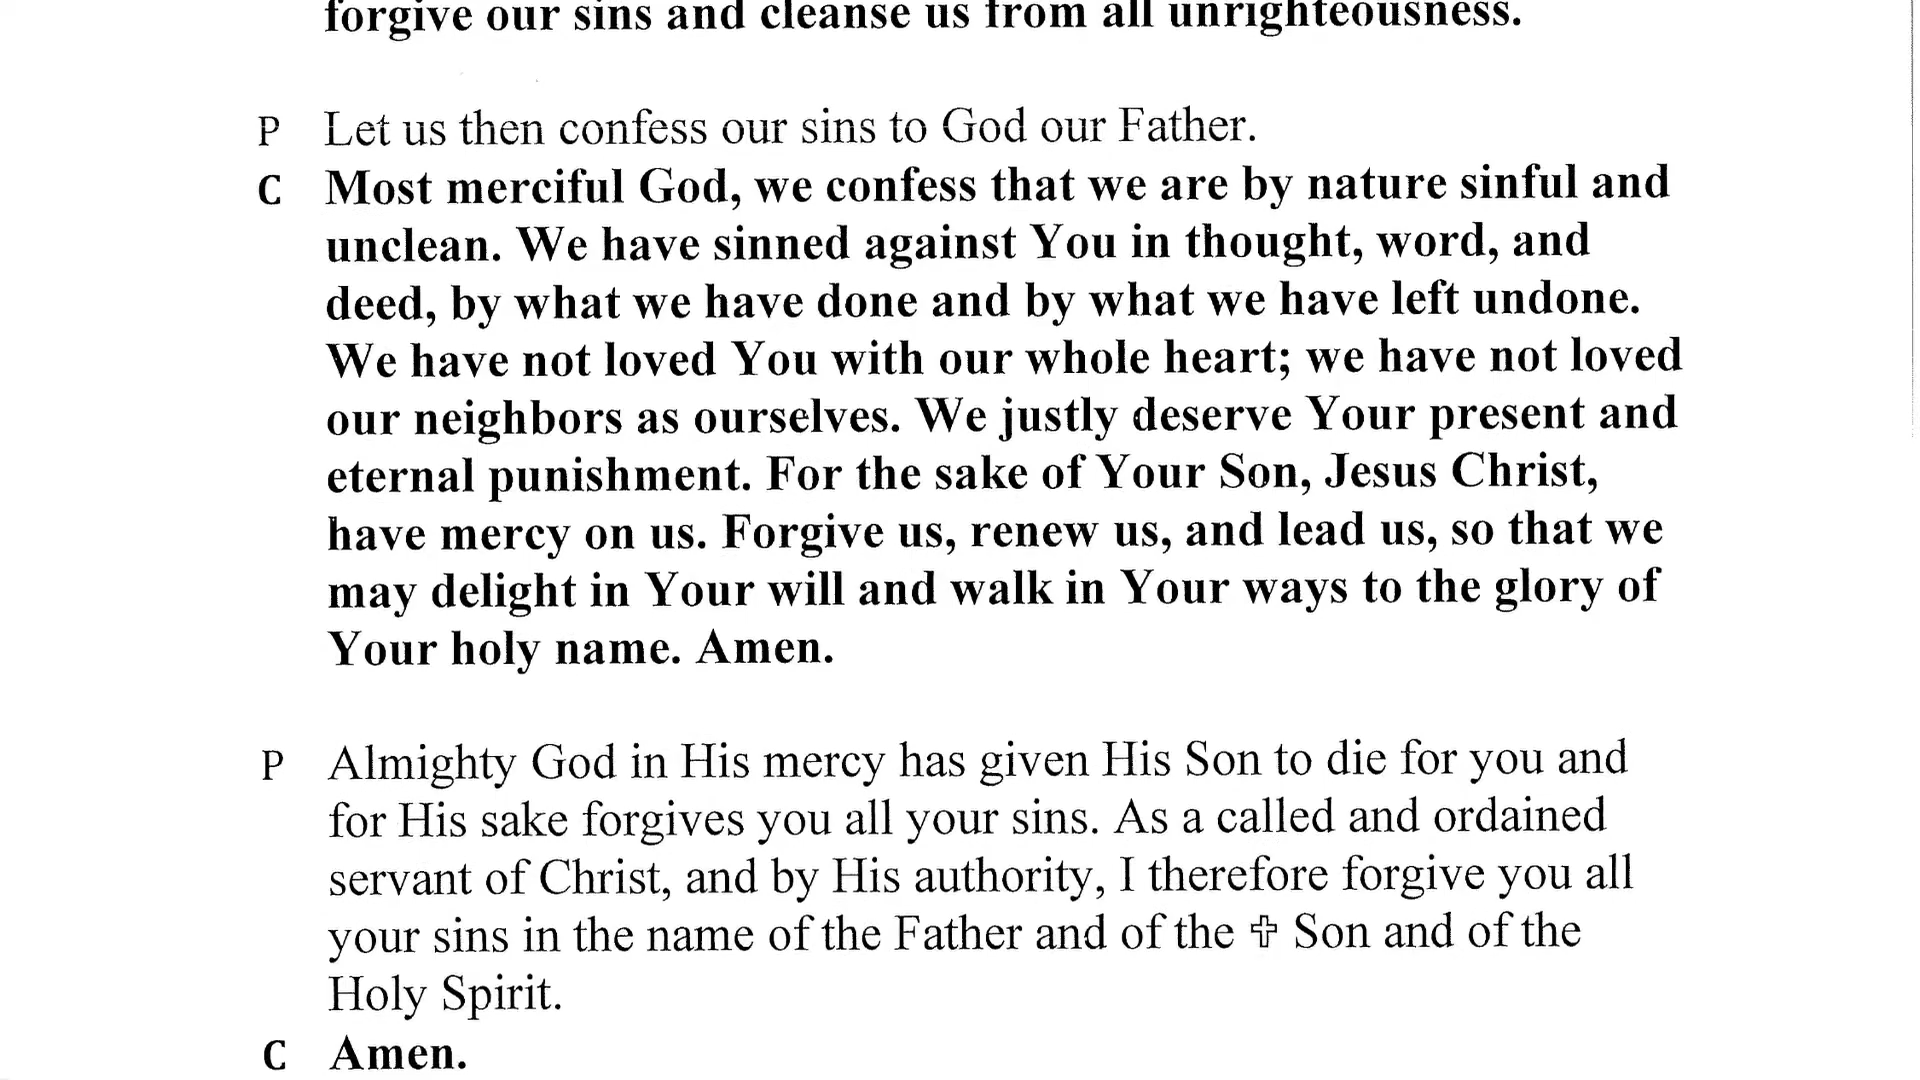 forgive our sins and cleanse us from all unrighteousness.
P Let us then confess our sins to God our Father.
C Most merciful God, we confess that we are by nature sinful and
unclean. We have sinned against You in thought, word, and
deed, by what we have done and by what we have left undone.
We have not loved You with our whole heart; we have not loved
our neighbors as ourselves. We justly deserve Your present and
eternal punishment. For the sake of Your Son, Jesus Christ,
have mercy on us. Forgive us, renew us, and lead us, so that we
may delight in Your will and walk in Your ways to the glory of
Your holy name. Amen.
P Almighty God in His mercy has given His Son to die for you and
for His sake forgives you all your sins. As a called and ordained
servant of Christ, and by His authority, I therefore forgive you all
your sins in the name of the Father and of the ✞ Son and of the
Holy Spirit.
C Amen.